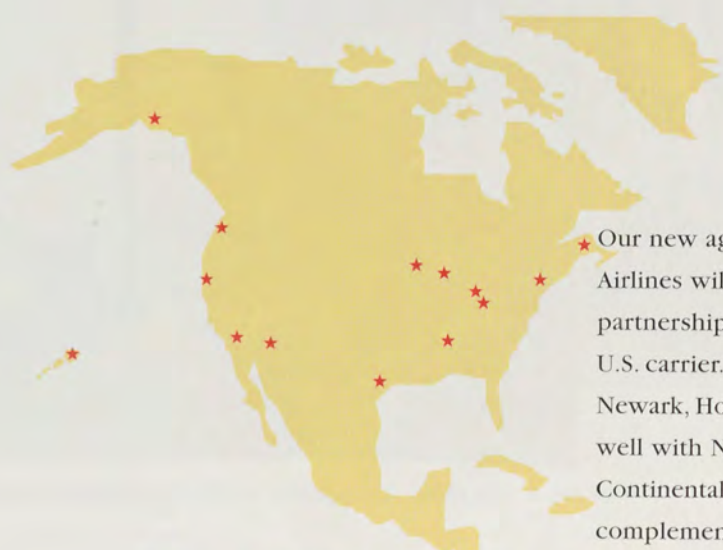 Our new ag
Airlines wil
partnership
U.S. carrier.
Newark, Ho
well with N
Continental
complemen